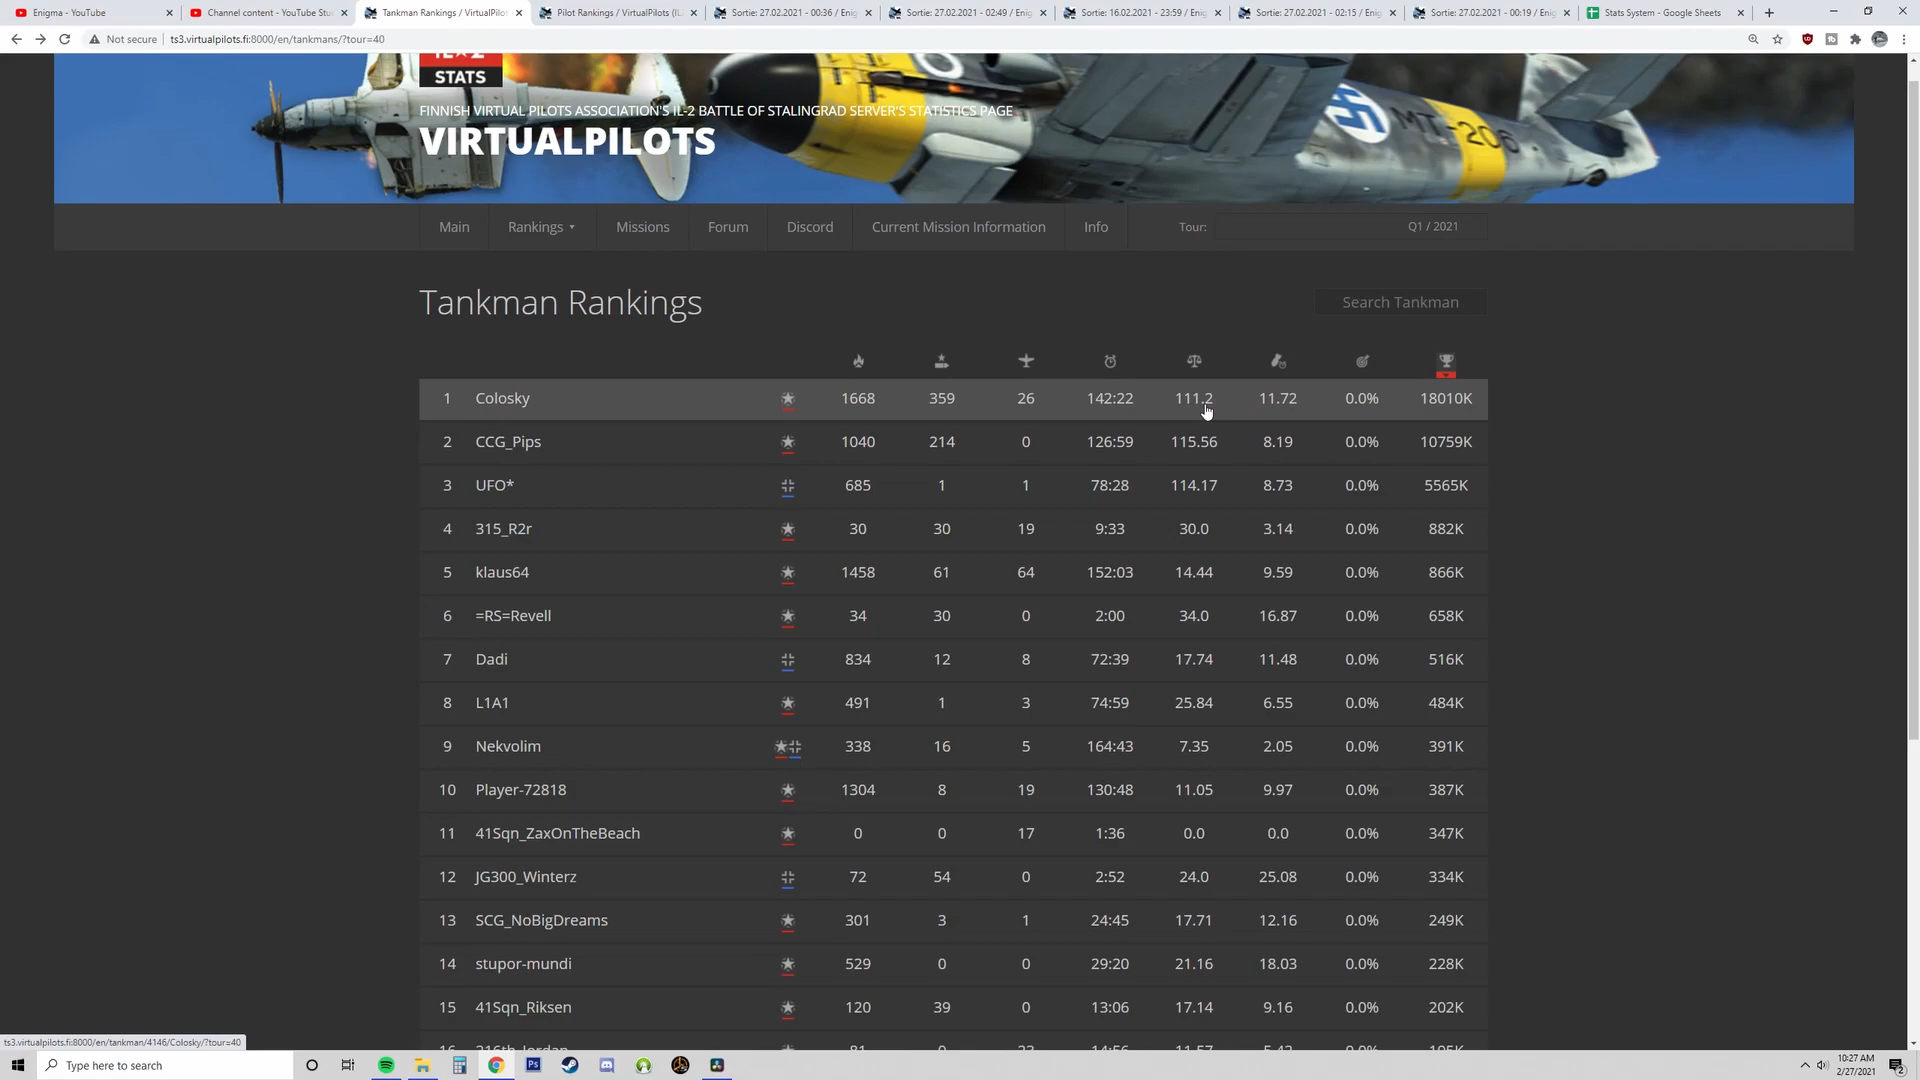 Enigma - YouTube
Channel content - YouTube Stu
Tankman Rankings / VirtualPilot
Pilot Rankings / VirtualPilots (IL
Sortie: 27.02.2021 - 00:36 / Enig
Sortie: 27.02.2021 - 02:49 / Enig
Sortie: 16.02.2021 - 23:59 / Enig
Sortie: 27.02.2021 - 02:15 / Enig
Sortie: 27.02.2021 - 00:19 / Enig
Stats System - Google Sheets
Not secure
ts3.virtualpilots.fi:8000/en/tankmans/?tour=40
IL★2
STATS
FINNISH VIRTUAL PILOTS ASSOCIATION'S IL-2 BATTLE OF STALINGRAD SERVER'S STATISTICS PAGE
VIRTUALPILOTS
MT-206
Main Rankings Missions Forum Discord Current Mission Information Info Tour: Q1 / 2021
Tankman Rankings
Search Tankman
1 Colosky 1668 359 26 142:22 111.2 11.72 0.0% 18010K
2 CCG_Pips 1040 214 0 126:59 115.56 8.19 0.0% 10759K
3 UFO* 685 1 1 78:28 114.17 8.73 0.0% 5565K
4 315_R2r 30 30 19 9:33 30.0 3.14 0.0% 882K
5 klaus64 1458 61 64 152:03 14.44 9.59 0.0% 866K
6 =RS=Revell 34 30 0 2:00 34.0 16.87 0.0% 658K
7 Dadi 834 12 8 72:39 17.74 11.48 0.0% 516K
8 L1A1 491 1 3 74:59 25.84 6.55 0.0% 484K
9 Nekvolim 338 16 5 164:43 7.35 2.05 0.0% 391K
10 Player-72818 1304 8 19 130:48 11.05 9.97 0.0% 387K
11 41Sqn_ZaxOnTheBeach 0 0 17 1:36 0.0 0.0 0.0% 347K
12 JG300_Winterz 72 54 0 2:52 24.0 25.08 0.0% 334K
13 SCG_NoBigDreams 301 3 1 24:45 17.71 12.16 0.0% 249K
14 stupor-mundi 529 0 0 29:20 21.16 18.03 0.0% 228K
15 41Sqn_Riksen 120 39 0 13:06 17.14 9.16 0.0% 202K
ts3.virtualpilots.fi:8000/en/tankman/4146/Colosky/?tour=40
Type here to search
10:27 AM
2/27/2021